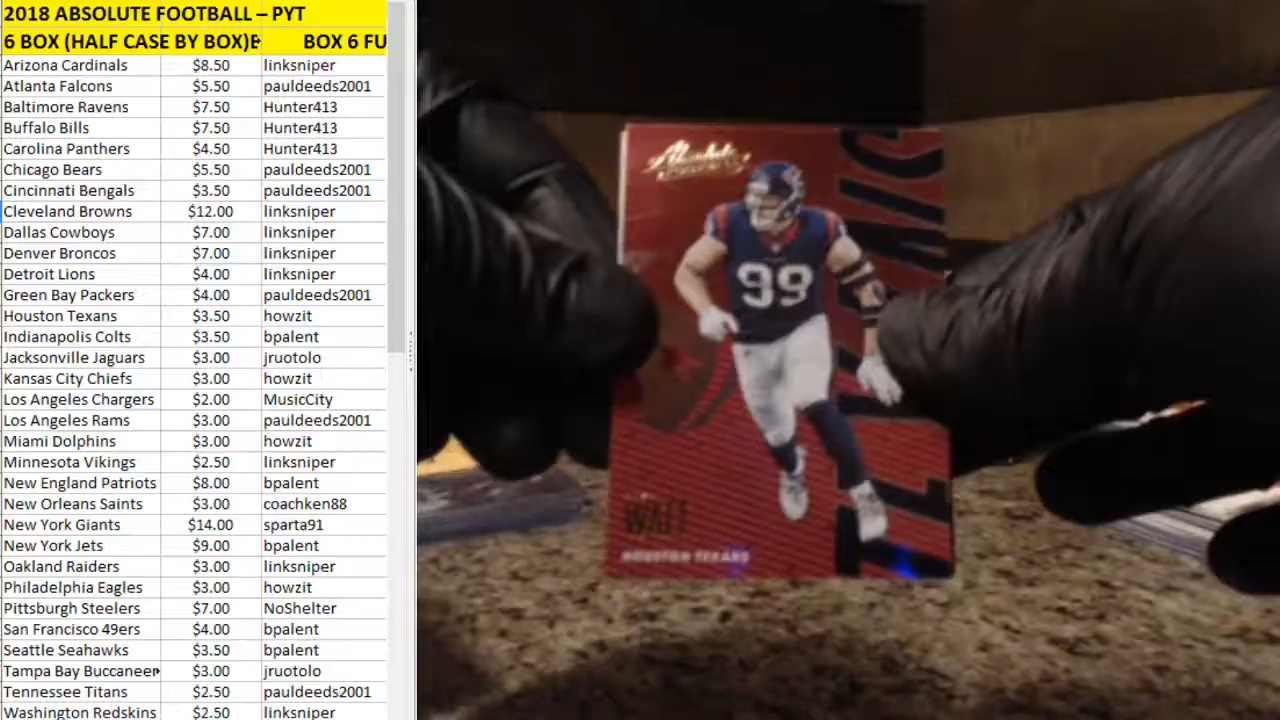 2018 ABSOLUTE FOOTBALL – PYT
6 BOX (HALF CASE BY BOX)B BOX 6 FU
Arizona Cardinals $8.50 linksniper
Atlanta Falcons $5.50 pauldeeds2001
Baltimore Ravens $7.50 Hunter413
Buffalo Bills $7.50 Hunter413
Carolina Panthers $4.50 Hunter413
Chicago Bears $5.50 pauldeeds2001
Cincinnati Bengals $3.50 pauldeeds2001
Cleveland Browns $12.00 linksniper
Dallas Cowboys $7.00 linksniper
Denver Broncos $7.00 linksniper
Detroit Lions $4.00 linksniper
Green Bay Packers $4.00 pauldeeds2001
Houston Texans $3.50 howzit
Indianapolis Colts $3.50 bpalent
Jacksonville Jaguars $3.00 jruotolo
Kansas City Chiefs $3.00 howzit
Los Angeles Chargers $2.00 MusicCity
Los Angeles Rams $3.00 pauldeeds2001
Miami Dolphins $3.00 howzit
Minnesota Vikings $2.50 linksniper
New England Patriots $8.00 bpalent
New Orleans Saints $3.00 coachken88
New York Giants $14.00 sparta91
New York Jets $9.00 bpalent
Oakland Raiders $3.00 linksniper
Philadelphia Eagles $3.00 howzit
Pittsburgh Steelers $7.00 NoShelter
San Francisco 49ers $4.00 bpalent
Seattle Seahawks $3.50 bpalent
Tampa Bay Buccaneer $3.00 jruotolo
Tennessee Titans $2.50 pauldeeds2001
Washington Redskins $2.50 linksniper
Absolute
99
WATT
HOUSTON TEXANS